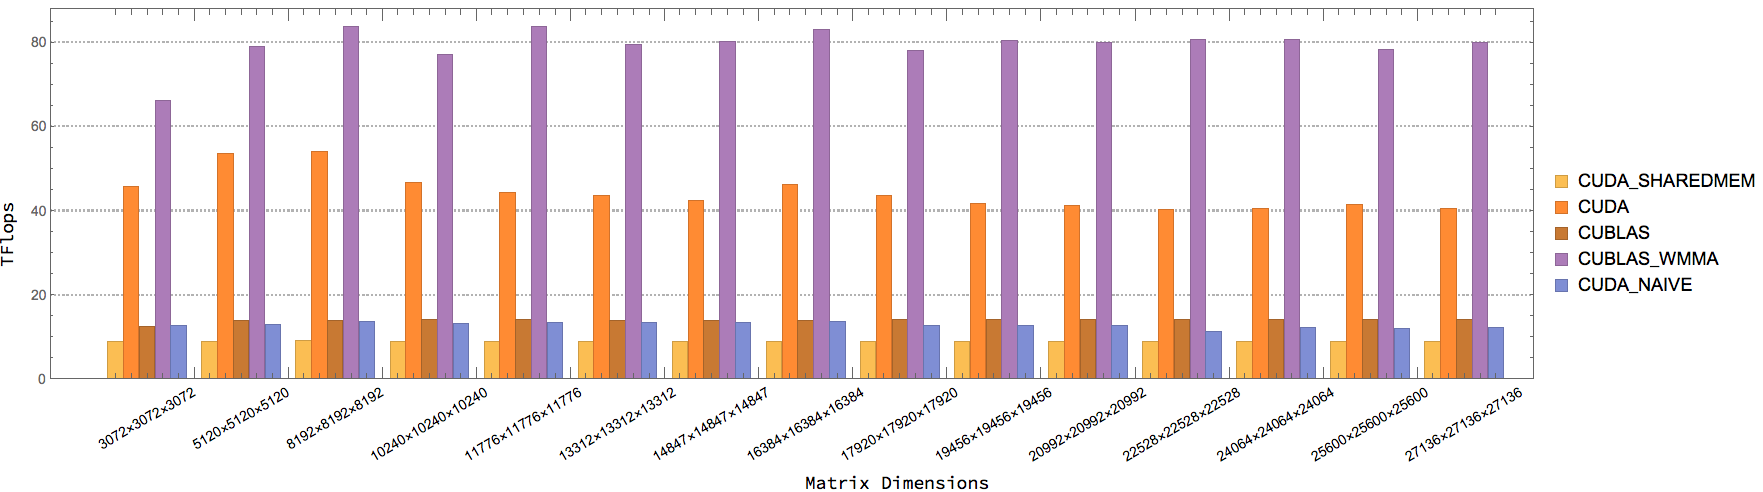 80
60
40
20
0
TFlops
3072×3072×3072
5120×5120×5120
8192×8192×8192
10240×10240×10240
11776×11776×11776
13312×13312×13312
14847×14847×14847
16384×16384×16384
17920×17920×17920
19456×19456×19456
20992×20992×20992
22528×22528×22528
24064×24064×24064
25600×25600×25600
27136×27136×27136
Matrix Dimensions
CUDA_SHAREDMEM
CUDA
CUBLAS
CUBLAS_WMMA
CUDA_NAIVE